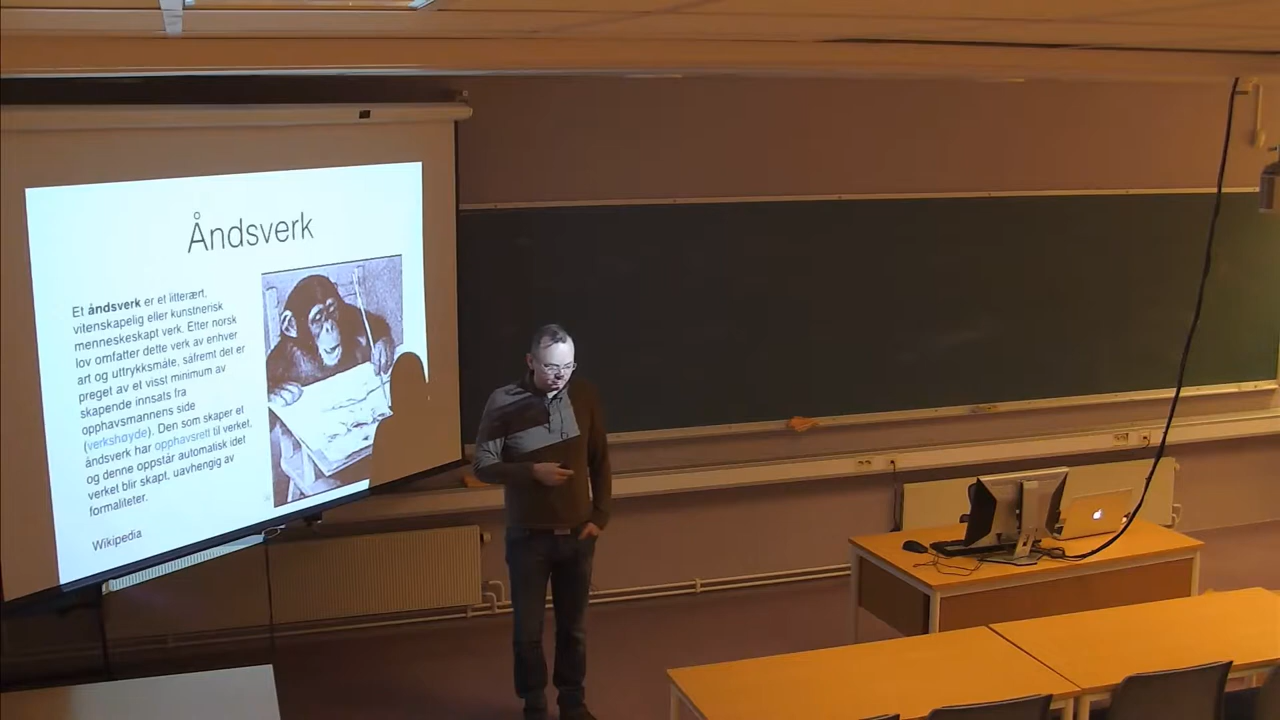 Åndsverk
Et åndsverk er et litterært,
vitenskapelig eller kunstnerisk
menneskeskapt verk. Etter norsk
lov omfatter dette verk av enhver
art og uttrykksmåte, såfremt det er
preget av et visst minimum av
skapende innsats fra
opphavsmannens side
(verkshøyde). Den som skaper et
åndsverk har opphavsrett til verket,
og denne oppstår automatisk idet
verket blir skapt, uavhengig av
formaliteter.
Wikipedia